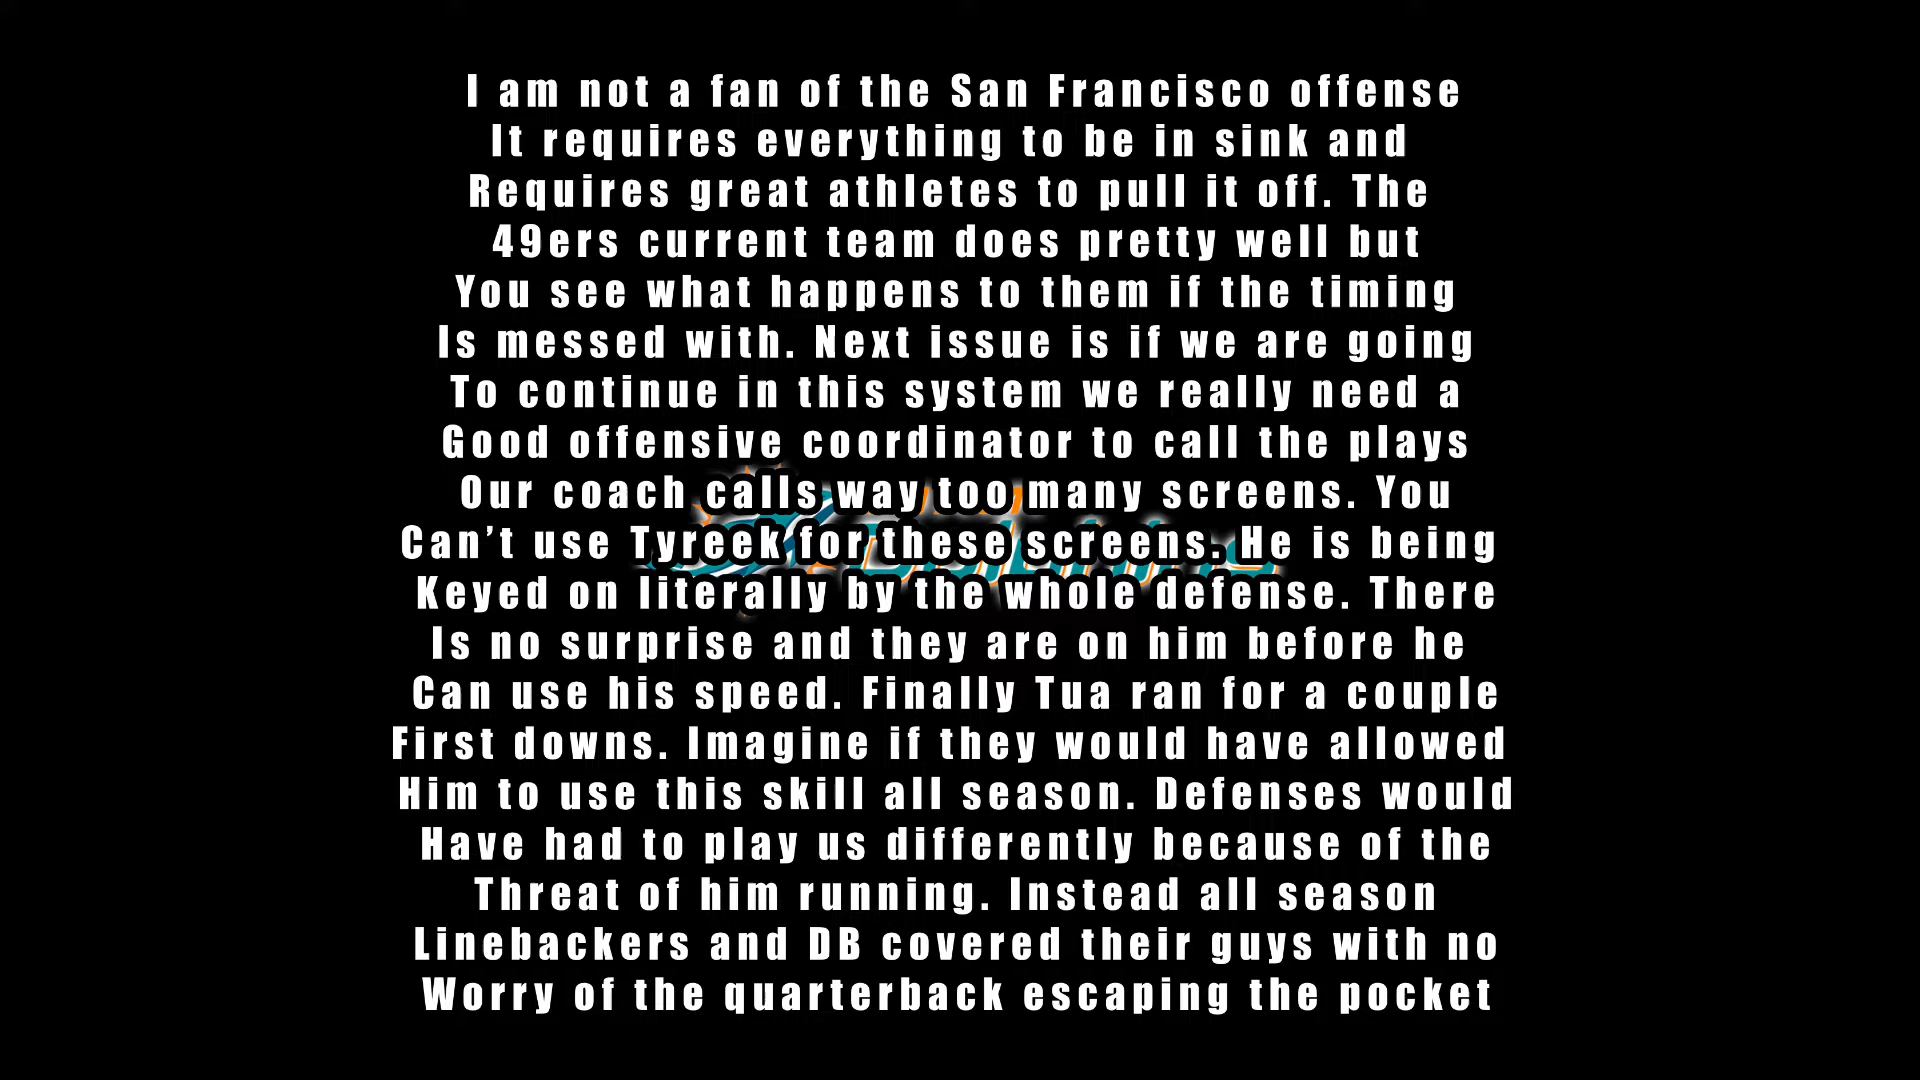 I am not a fan of the San Francisco offense
It requires everything to be in sink and
Requires great athletes to pull it off. The
49ers current team does pretty well but
You see what happens to them if the timing
Is messed with. Next issue is if we are going
To continue in this system we really need a
Good offensive coordinator to call the plays
Our coach calls way too many screens. You
Can’t use Tyreek for these screens. He is being
Keyed on literally by the whole defense. There
Is no surprise and they are on him before he
Can use his speed. Finally Tua ran for a couple
First downs. Imagine if they would have allowed
Him to use this skill all season. Defenses would
Have had to play us differently because of the
Threat of him running. Instead all season
Linebackers and DB covered their guys with no
Worry of the quarterback escaping the pocket